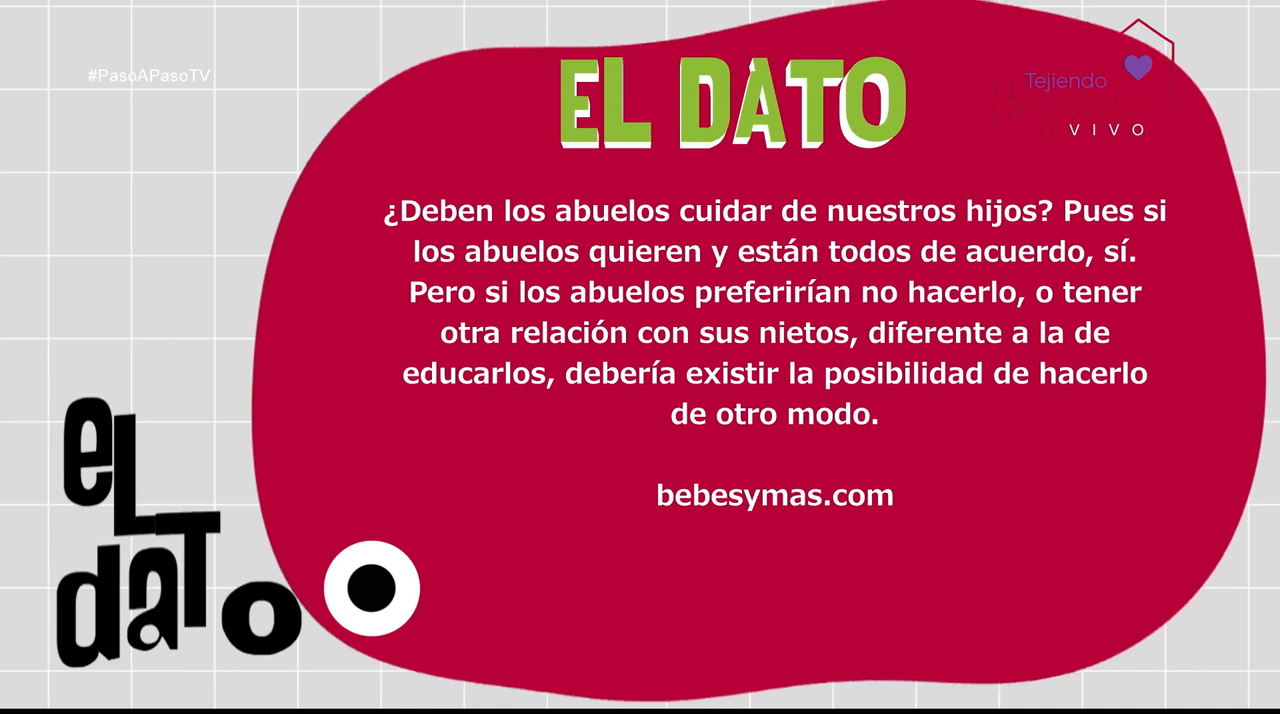 #PasoAPasoTV
EL DATO
Tejiendo
VIVO
¿Deben los abuelos cuidar de nuestros hijos? Pues si
los abuelos quieren y están todos de acuerdo, sí.
Pero si los abuelos preferirían no hacerlo, o tener
otra relación con sus nietos, diferente a la de
educarlos, debería existir la posibilidad de hacerlo
de otro modo.
bebesymas.com
eL
daTo